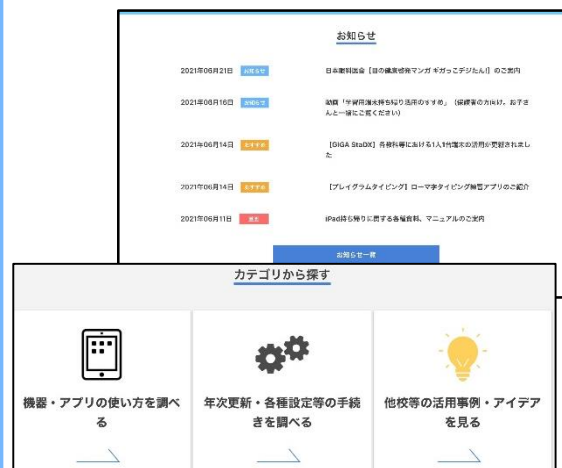 お知らせ
2021年06月21日 お知らせ 日本眼科医会［目の健康啓発マンガ ギガっこデジたん!］のご案内
2021年06月16日 お知らせ 動画「学習用端末持ち帰り活用のすすめ」（保護者の方向け。お子さ
んと一緒にご覧ください）
2021年06月14日 おすすめ [GIGA StuDX] 各教科等における1人1台端末の活用が更新されまし
た
2021年06月14日 おすすめ [プレイグラムタイピング] ローマ字タイピング練習アプリのご紹介
2021年06月11日 iPad持ち帰りに関する各種資料、マニュアルのご案内
お知らせ一覧
カテゴリから探す
機器・アプリの使い方を調べ
る
年次更新・各種設定等の手続
きを調べる
他校等の活用事例・アイデア
を見る